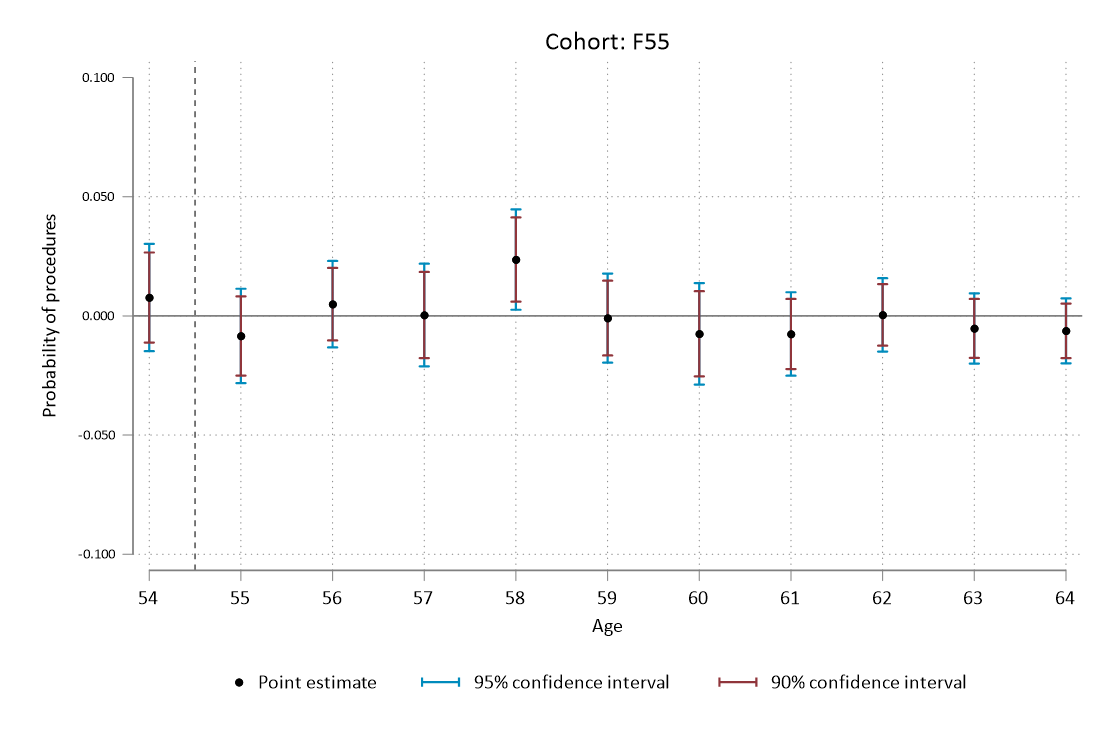 Cohort: F55
0.100
0.050
0.000
-0.050
-0.100
Probability of procedures
54 55 56 57 58 59 60 61 62 63 64
Age
Point estimate 95% confidence interval 90% confidence interval